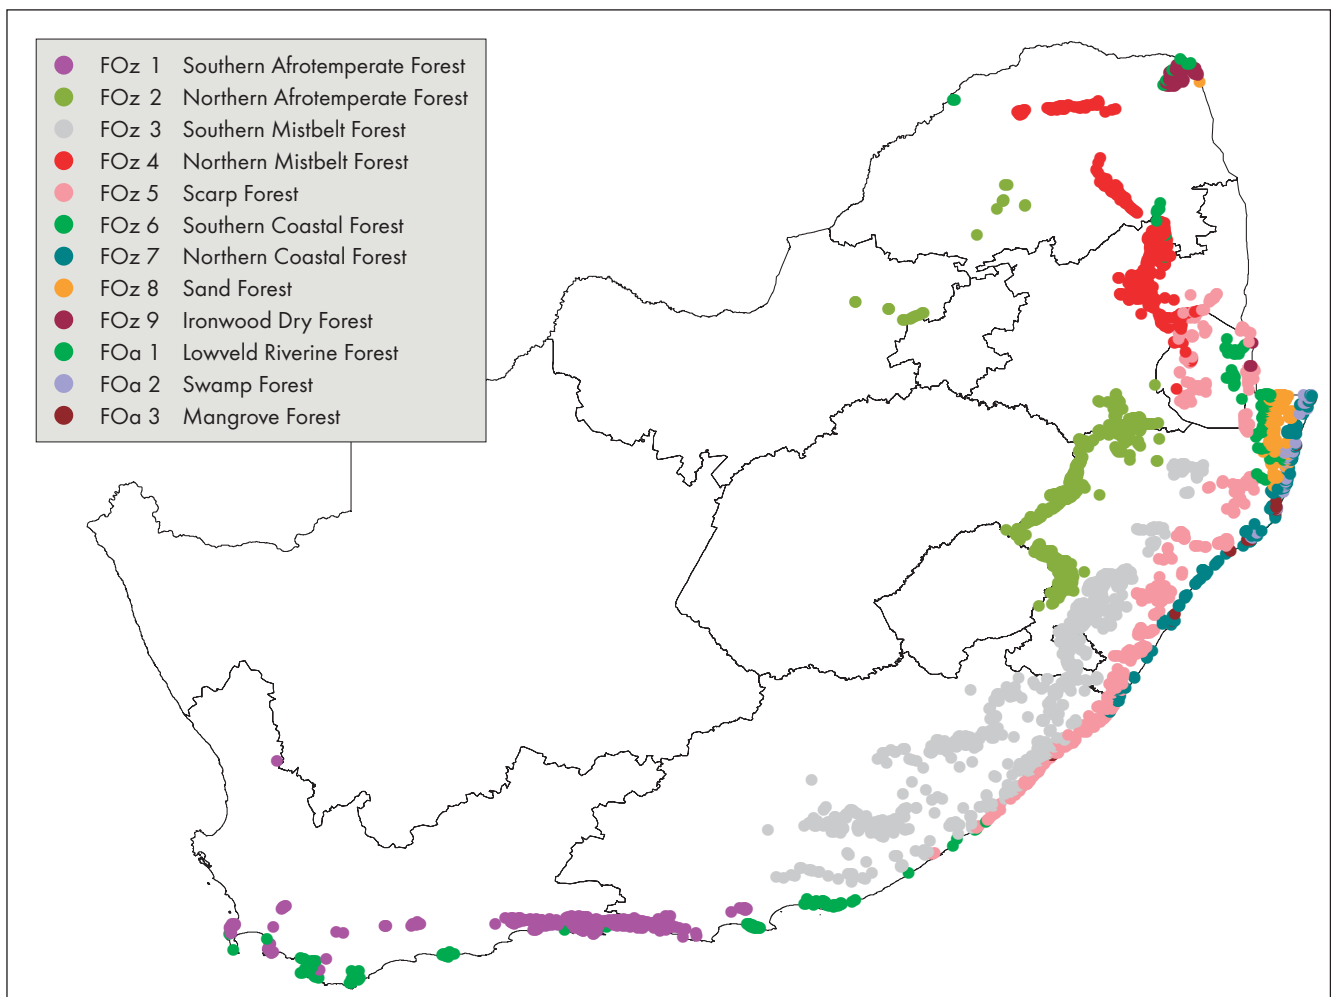 FOz 1 Southern Afrotemperate Forest
FOz 2 Northern Afrotemperate Forest
FOz 3 Southern Mistbelt Forest
FOz 4 Northern Mistbelt Forest
FOz 5 Scarp Forest
FOz 6 Southern Coastal Forest
FOz 7 Northern Coastal Forest
FOz 8 Sand Forest
FOz 9 Ironwood Dry Forest
FOa 1 Lowveld Riverine Forest
FOa 2 Swamp Forest
FOa 3 Mangrove Forest